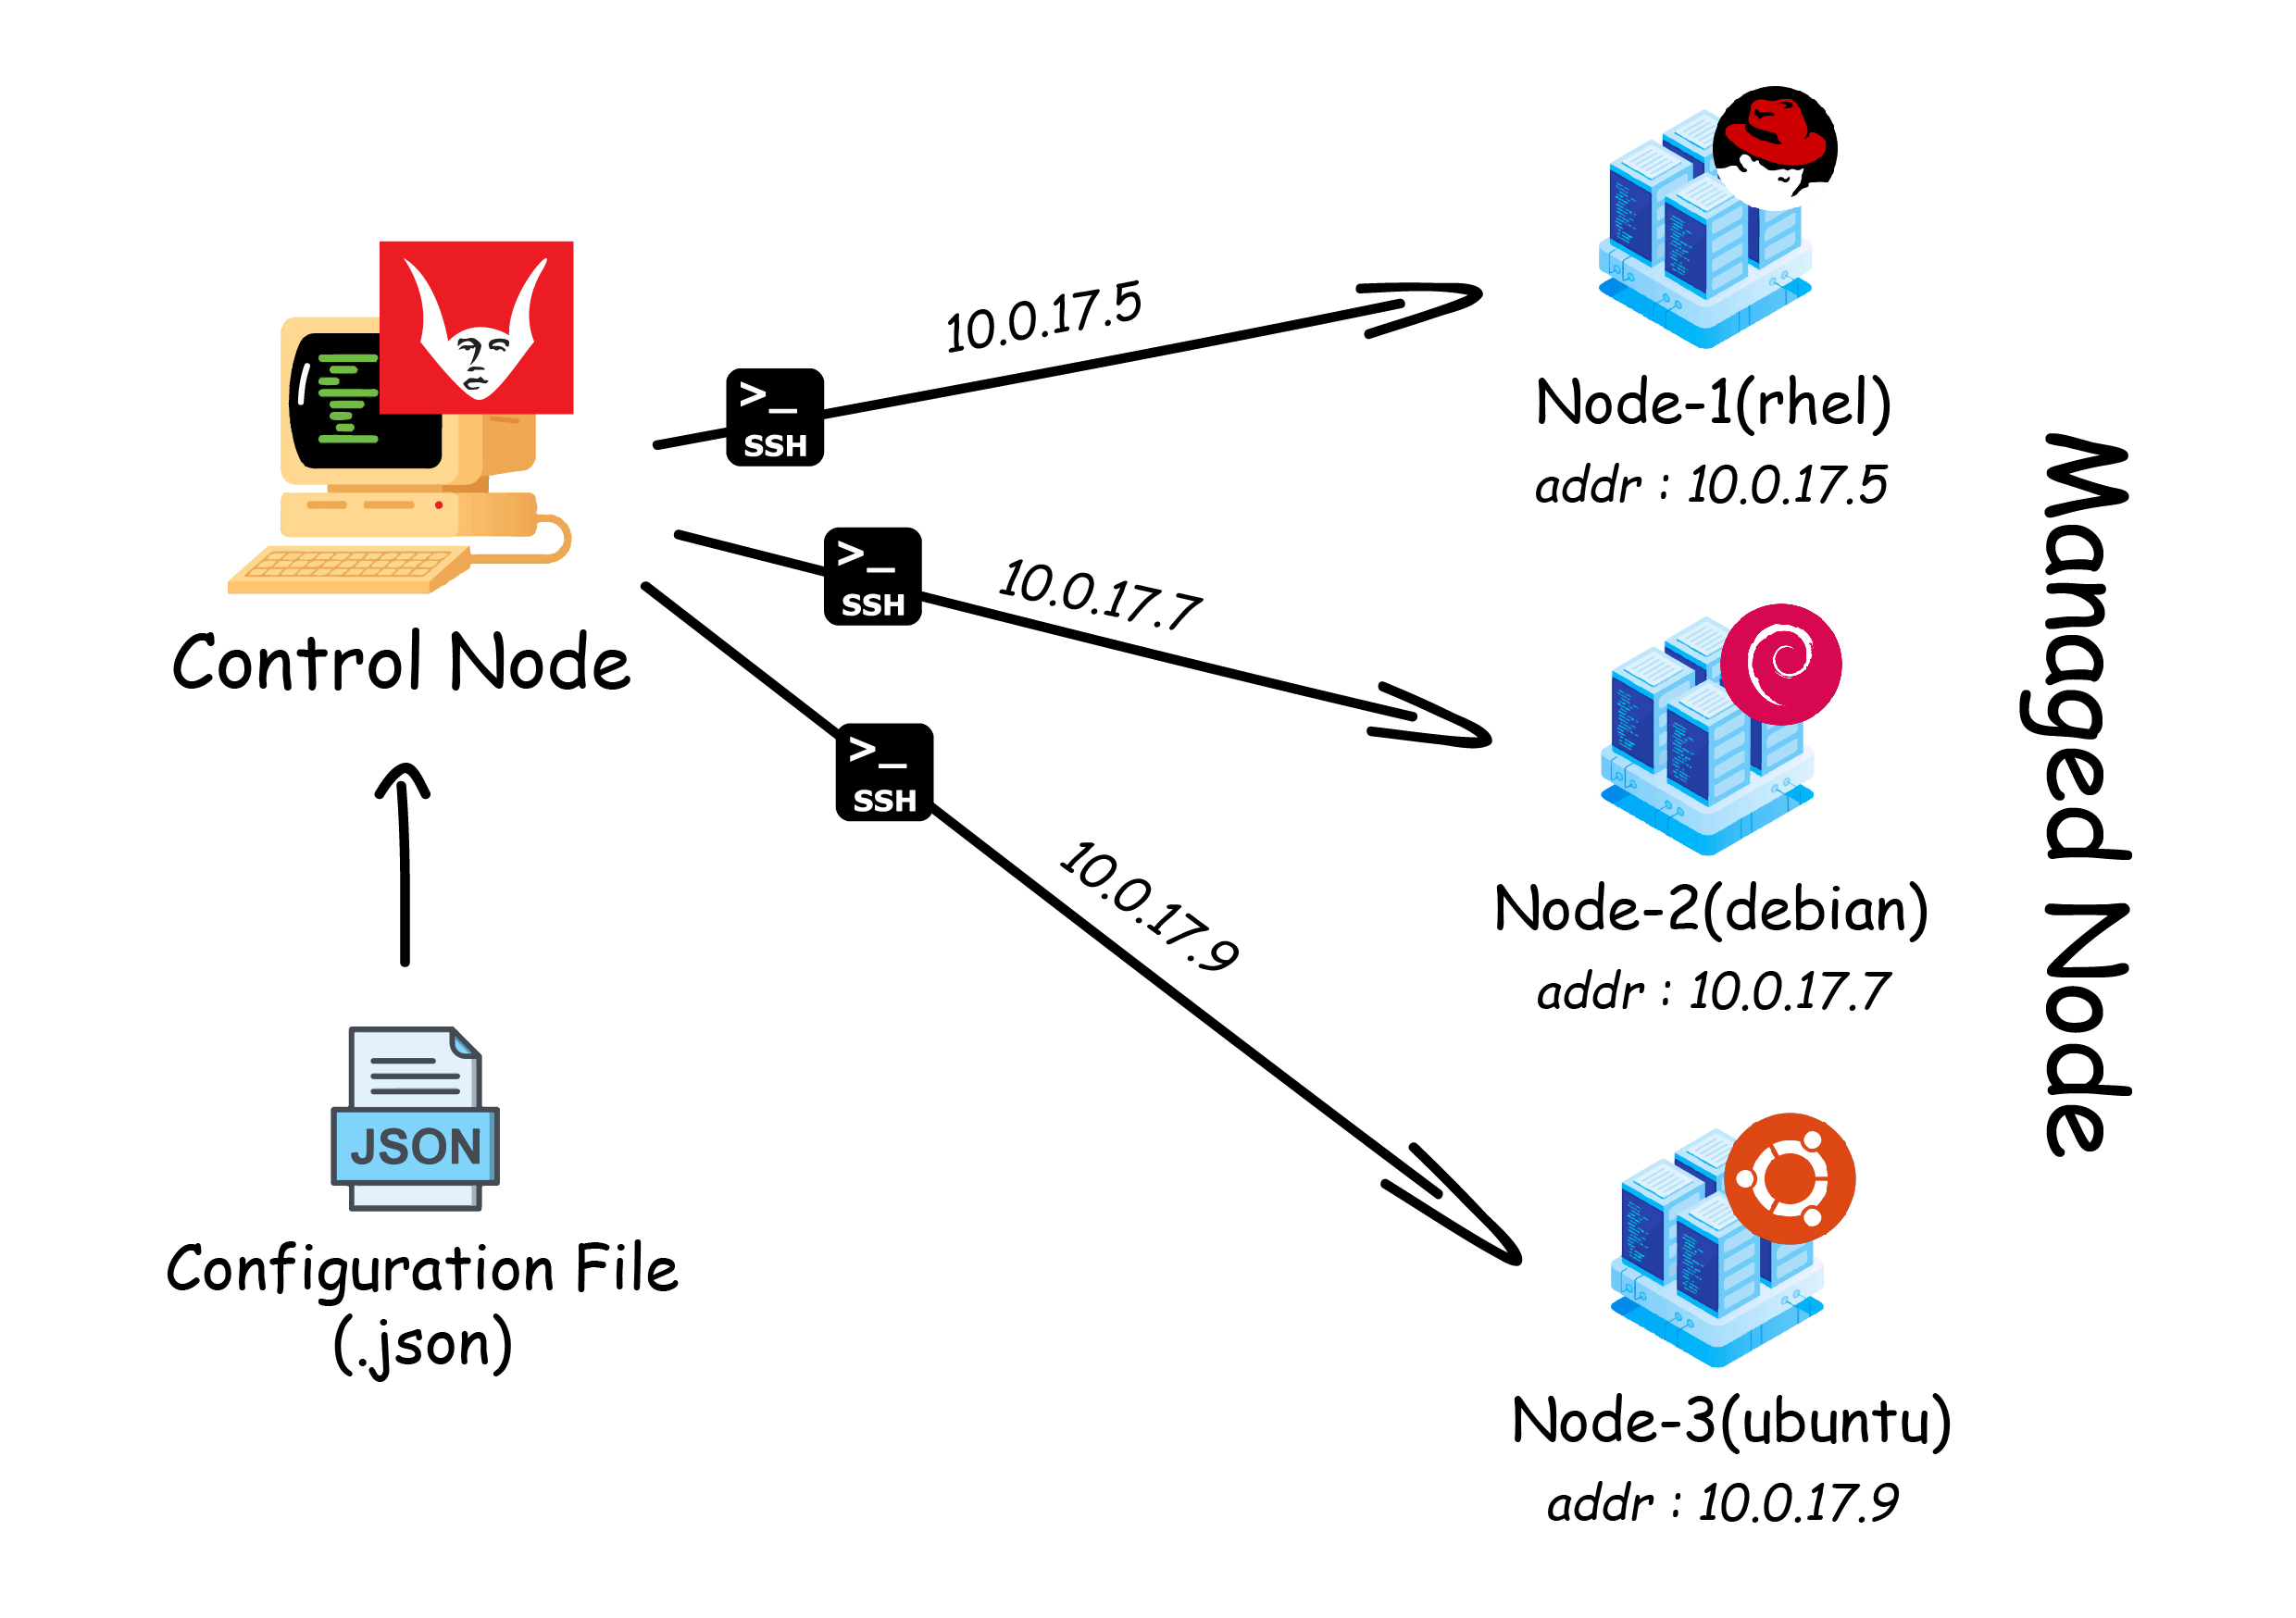 Control Node
JSON
Configuration File
(.json)
>_
SSH
10.0.17.5
>_
SSH
10.0.17.7
>_
SSH
10.0.17.9
Node-1(rhel)
addr : 10.0.17.5
Node-2(debian)
addr : 10.0.17.7
Node-3(ubuntu)
addr : 10.0.17.9
Managed Node